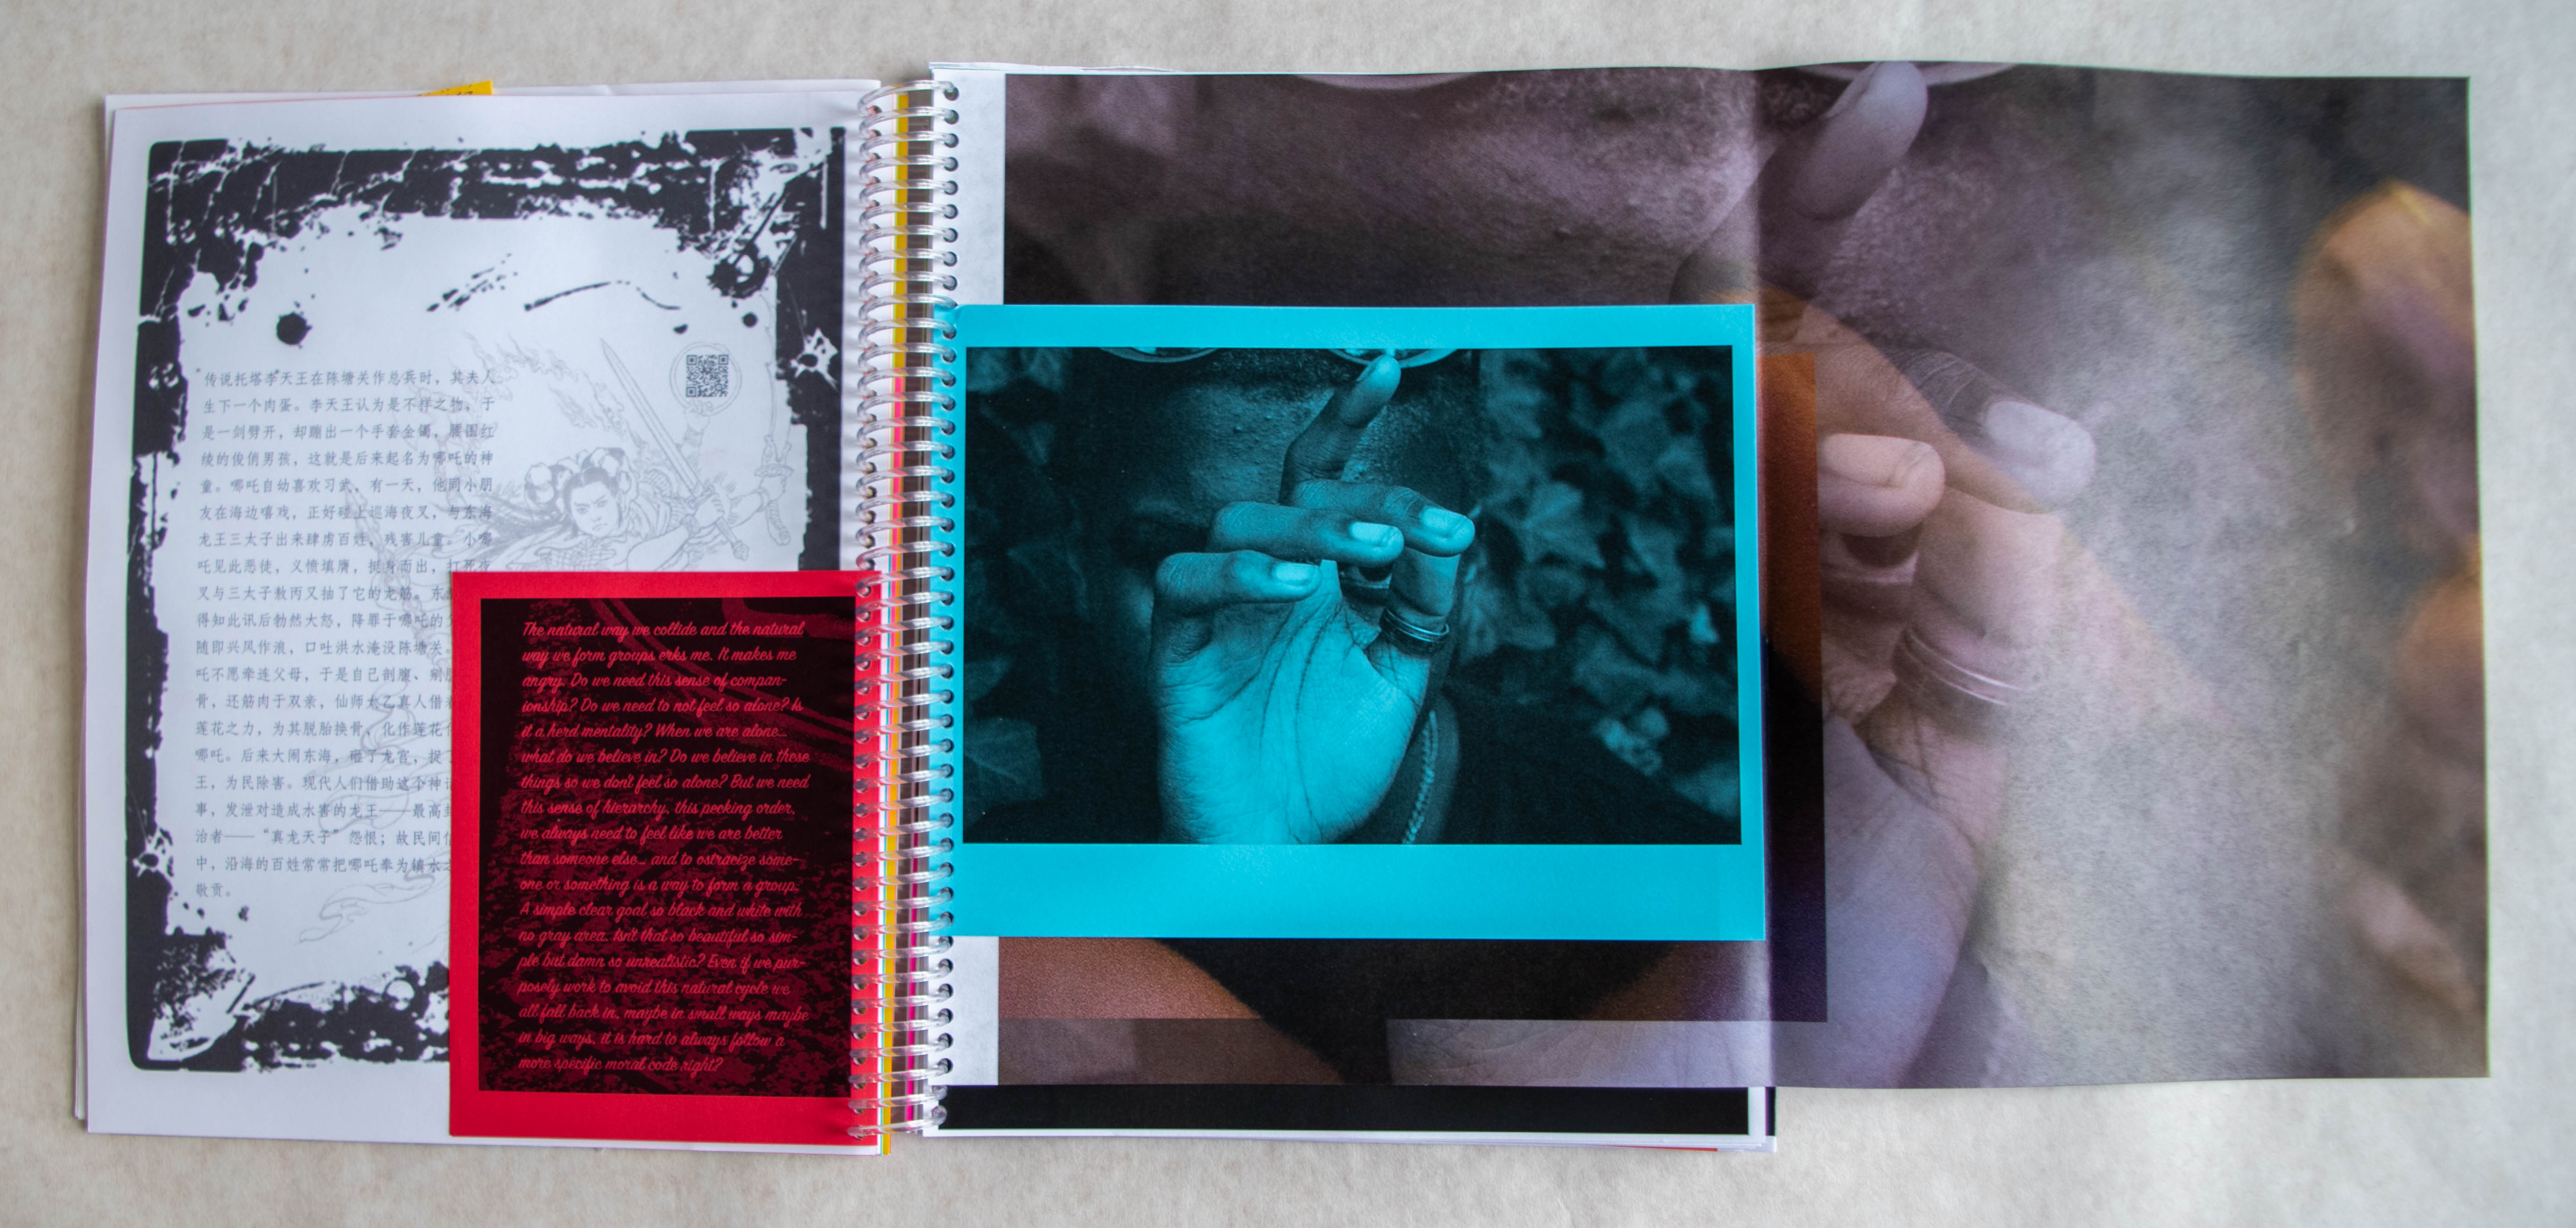 传说托塔李天王在陈塘关作总兵时，其夫人
生下一个肉蛋。李天王认为是不祥之物，于
是一剑劈开，却蹦出一个手套金镯，腰围红
绫的俊俏男孩，这就是后来起名为哪吒的神
童。哪吒自幼喜欢习武，有一天，他同小朋
友在海边嘻戏，正好碰上巡海夜叉，与东海
龙王三太子出来肆虏百姓，残害儿童。小哪
吒见此恶徒，义愤填膺，挺身而出，打死夜
叉与三太子敖丙又抽了它的龙筋。东
得知此讯后勃然大怒，降罪于哪吒的
随即兴风作浪，口吐洪水淹没陈塘关。
吒不愿牵连父母，于是自己剖腹、剜
骨，还筋肉于双亲，仙师太乙真人借
莲花之力，为其脱胎换骨，化作莲花
哪吒。后来大闹东海，砸了龙宫，捉
王，为民除害。现代人们借助这个神
事，发泄对造成水害的龙王——最高
治者——“真龙天子”怨恨；故民间
中，沿海的百姓常常把哪吒奉为镇水
敬贡。
The natural way we collide and the natural
way we form groups erks me. It makes me
angry. Do we need this sense of compan-
ionship? Do we need to not feel so alone? Is
it a herd mentality? When we are alone...
what do we believe in? Do we believe in these
things so we don't feel so alone? But we need
this sense of hierarchy, this pecking order,
we always need to feel like we are better
than someone else... and to ostracize some-
one or something is a way to form a group.
A simple clear goal so black and white with
no gray area. Isn't that so beautiful so sim-
ple but damn so unrealistic? Even if we pur-
posely work to avoid this natural cycle we
all fall back in, maybe in small ways maybe
in big ways, it is hard to always follow a
more specific moral code right?